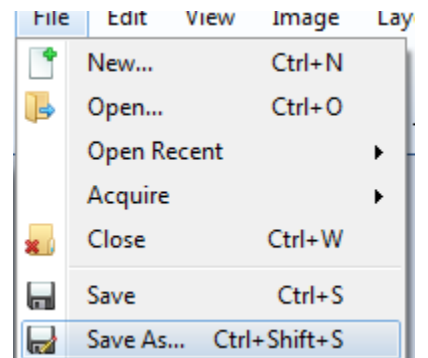 File Edit View Image Lay
New... Ctrl+N
Open... Ctrl+O
Open Recent
Acquire
Close Ctrl+W
Save Ctrl+S
Save As... Ctrl+Shift+S